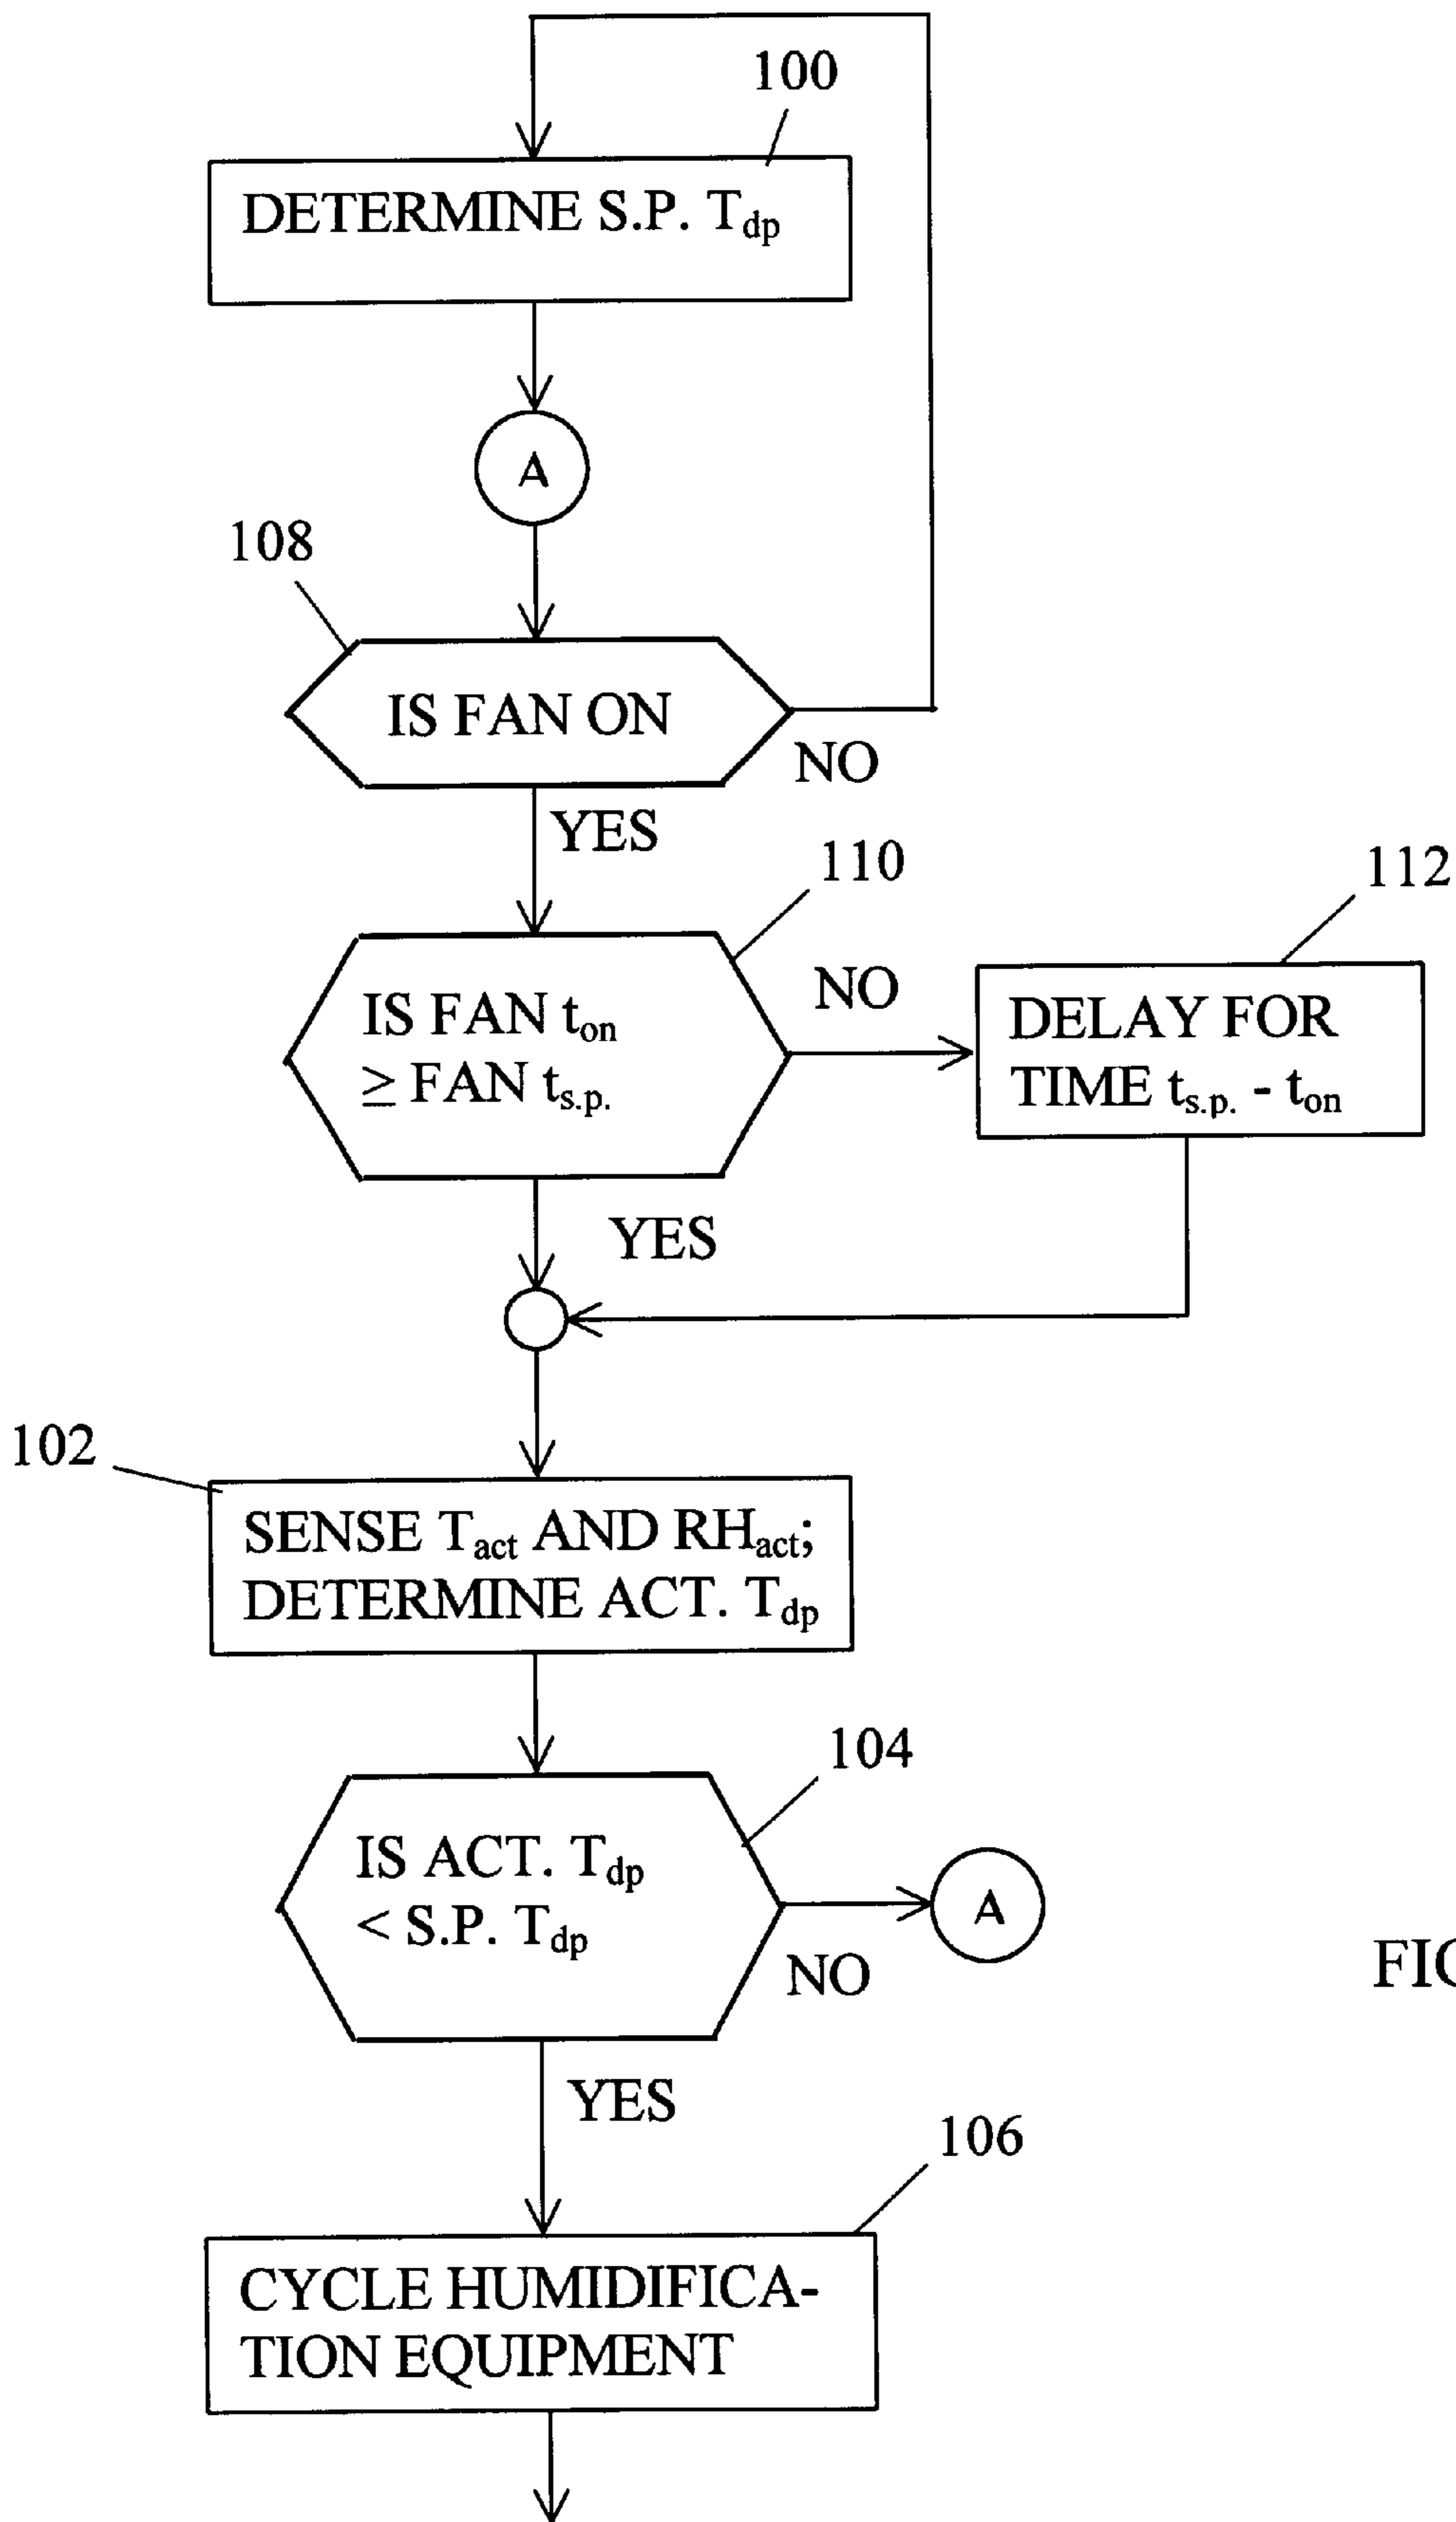 100
DETERMINE S.P. Tdp
A
108
IS FAN ON
NO
YES
110
112
IS FAN ton
≥ FAN ts.p.
NO
DELAY FOR
TIME ts.p. - ton
YES
102
SENSE Tact AND RHact;
DETERMINE ACT. Tdp
104
IS ACT. Tdp
< S.P. Tdp
A
NO
YES
106
CYCLE HUMIDIFICA-
TION EQUIPMENT